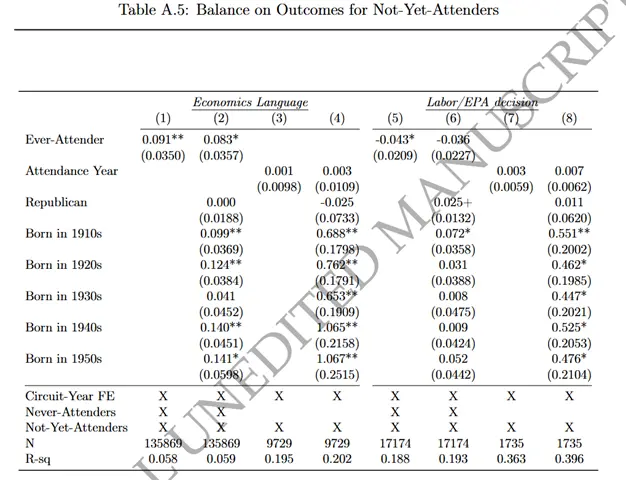 Table A.5: Balance on Outcomes for Not-Yet-Attenders
Economics Language Labor/EPA decision
(1) (2) (3) (4) (5) (6) (7) (8)
Ever-Attender 0.091** 0.083* -0.043* -0.036
(0.0350) (0.0357) (0.0209) (0.0227)
Attendance Year 0.001 0.003 0.003 0.007
(0.0098) (0.0109) (0.0059) (0.0062)
Republican 0.000 -0.025 0.025+ 0.011
(0.0188) (0.0733) (0.0132) (0.0620)
Born in 1910s 0.099** 0.688** 0.072* 0.551**
(0.0369) (0.1798) (0.0358) (0.2002)
Born in 1920s 0.124** 0.762** 0.031 0.462*
(0.0384) (0.1791) (0.0388) (0.1985)
Born in 1930s 0.041 0.653** 0.008 0.447*
(0.0452) (0.1909) (0.0475) (0.2021)
Born in 1940s 0.140** 1.065** 0.009 0.525*
(0.0451) (0.2158) (0.0424) (0.2053)
Born in 1950s 0.141* 1.067** 0.052 0.476*
(0.0598) (0.2515) (0.0442) (0.2104)
Circuit-Year FE X X X X X X X X
Never-Attenders X X X X
Not-Yet-Attenders X X X X X X X X
N 135869 135869 9729 9729 17174 17174 1735 1735
R-sq 0.058 0.059 0.195 0.202 0.188 0.193 0.363 0.396
L UNEDITED MANUSCRIPT